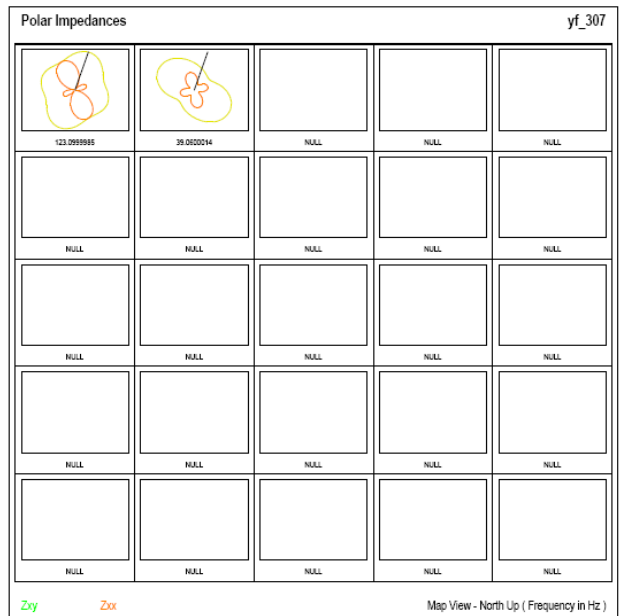 Polar Impedances yf_307
123.0999985 39.0600014 NULL NULL NULL
NULL NULL NULL NULL NULL
NULL NULL NULL NULL NULL
NULL NULL NULL NULL NULL
NULL NULL NULL NULL NULL
Zxy Zxx Map View - North Up ( Frequency in Hz )